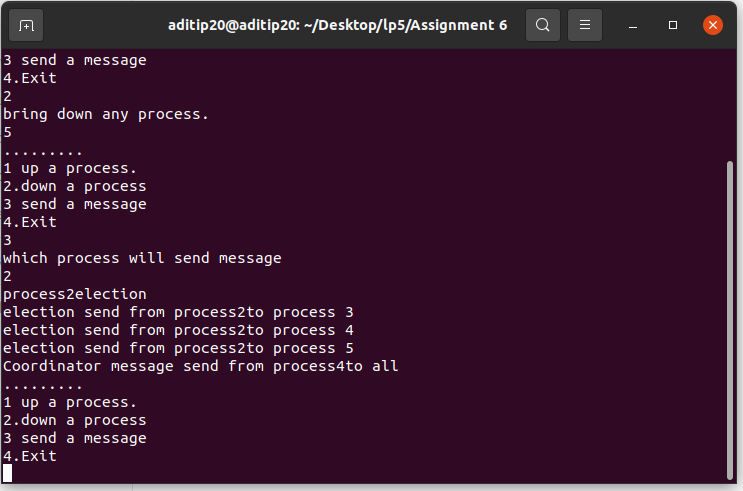 aditip20@aditip20: ~/Desktop/lp5/Assignment 6
3 send a message
4.Exit
2
bring down any process.
5
.........
1 up a process.
2.down a process
3 send a message
4.Exit
3
which process will send message
2
process2election
election send from process2to process 3
election send from process2to process 4
election send from process2to process 5
Coordinator message send from process4to all
.........
1 up a process.
2.down a process
3 send a message
4.Exit